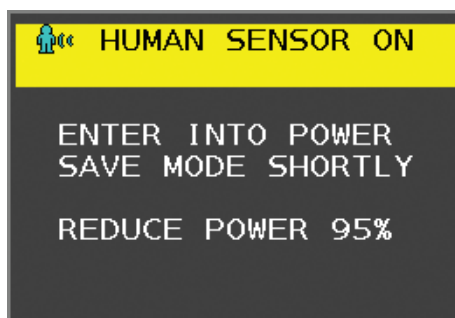 HUMAN SENSOR ON
ENTER INTO POWER
SAVE MODE SHORTLY
REDUCE POWER 95%